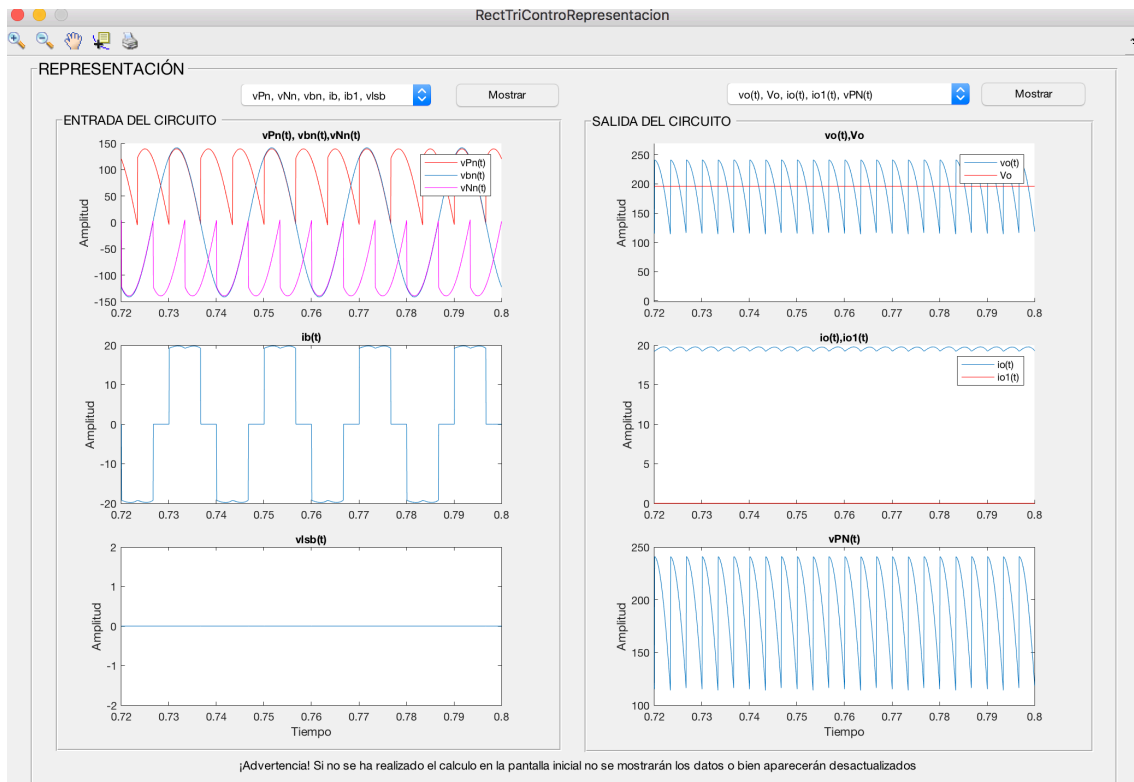 RectTriControRepresentacion
REPRESENTACIÓN
vPn, vNn, vbn, ib, ib1, vlsb
Mostrar
vo(t), Vo, io(t), io1(t), vPN(t)
Mostrar
ENTRADA DEL CIRCUITO
vPn(t), vbn(t),vNn(t)
150
100
50
0
-50
-100
-150
Amplitud
vPn(t)
vbn(t)
vNn(t)
0.72 0.73 0.74 0.75 0.76 0.77 0.78 0.79 0.8
ib(t)
20
10
0
-10
-20
Amplitud
0.72 0.73 0.74 0.75 0.76 0.77 0.78 0.79 0.8
vlsb(t)
2
1
0
-1
-2
Amplitud
0.72 0.73 0.74 0.75 0.76 0.77 0.78 0.79 0.8
Tiempo
SALIDA DEL CIRCUITO
vo(t),Vo
250
200
150
100
50
0
Amplitud
vo(t)
Vo
0.72 0.73 0.74 0.75 0.76 0.77 0.78 0.79 0.8
io(t),io1(t)
20
15
10
5
0
Amplitud
io(t)
io1(t)
0.72 0.73 0.74 0.75 0.76 0.77 0.78 0.79 0.8
vPN(t)
250
200
150
100
Amplitud
0.72 0.73 0.74 0.75 0.76 0.77 0.78 0.79 0.8
Tiempo
¡Advertencia! Si no se ha realizado el calculo en la pantalla inicial no se mostrarán los datos o bien aparecerán desactualizados